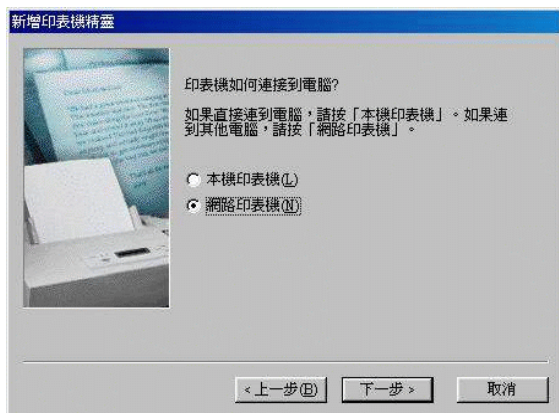 新增印表機精靈
印表機如何連接到電腦?
如果直接連到電腦，請按「本機印表機」。如果連
到其他電腦，請按「網路印表機」。
本機印表機(L)
網路印表機(N)
<上一步(B)
下一步>
取消